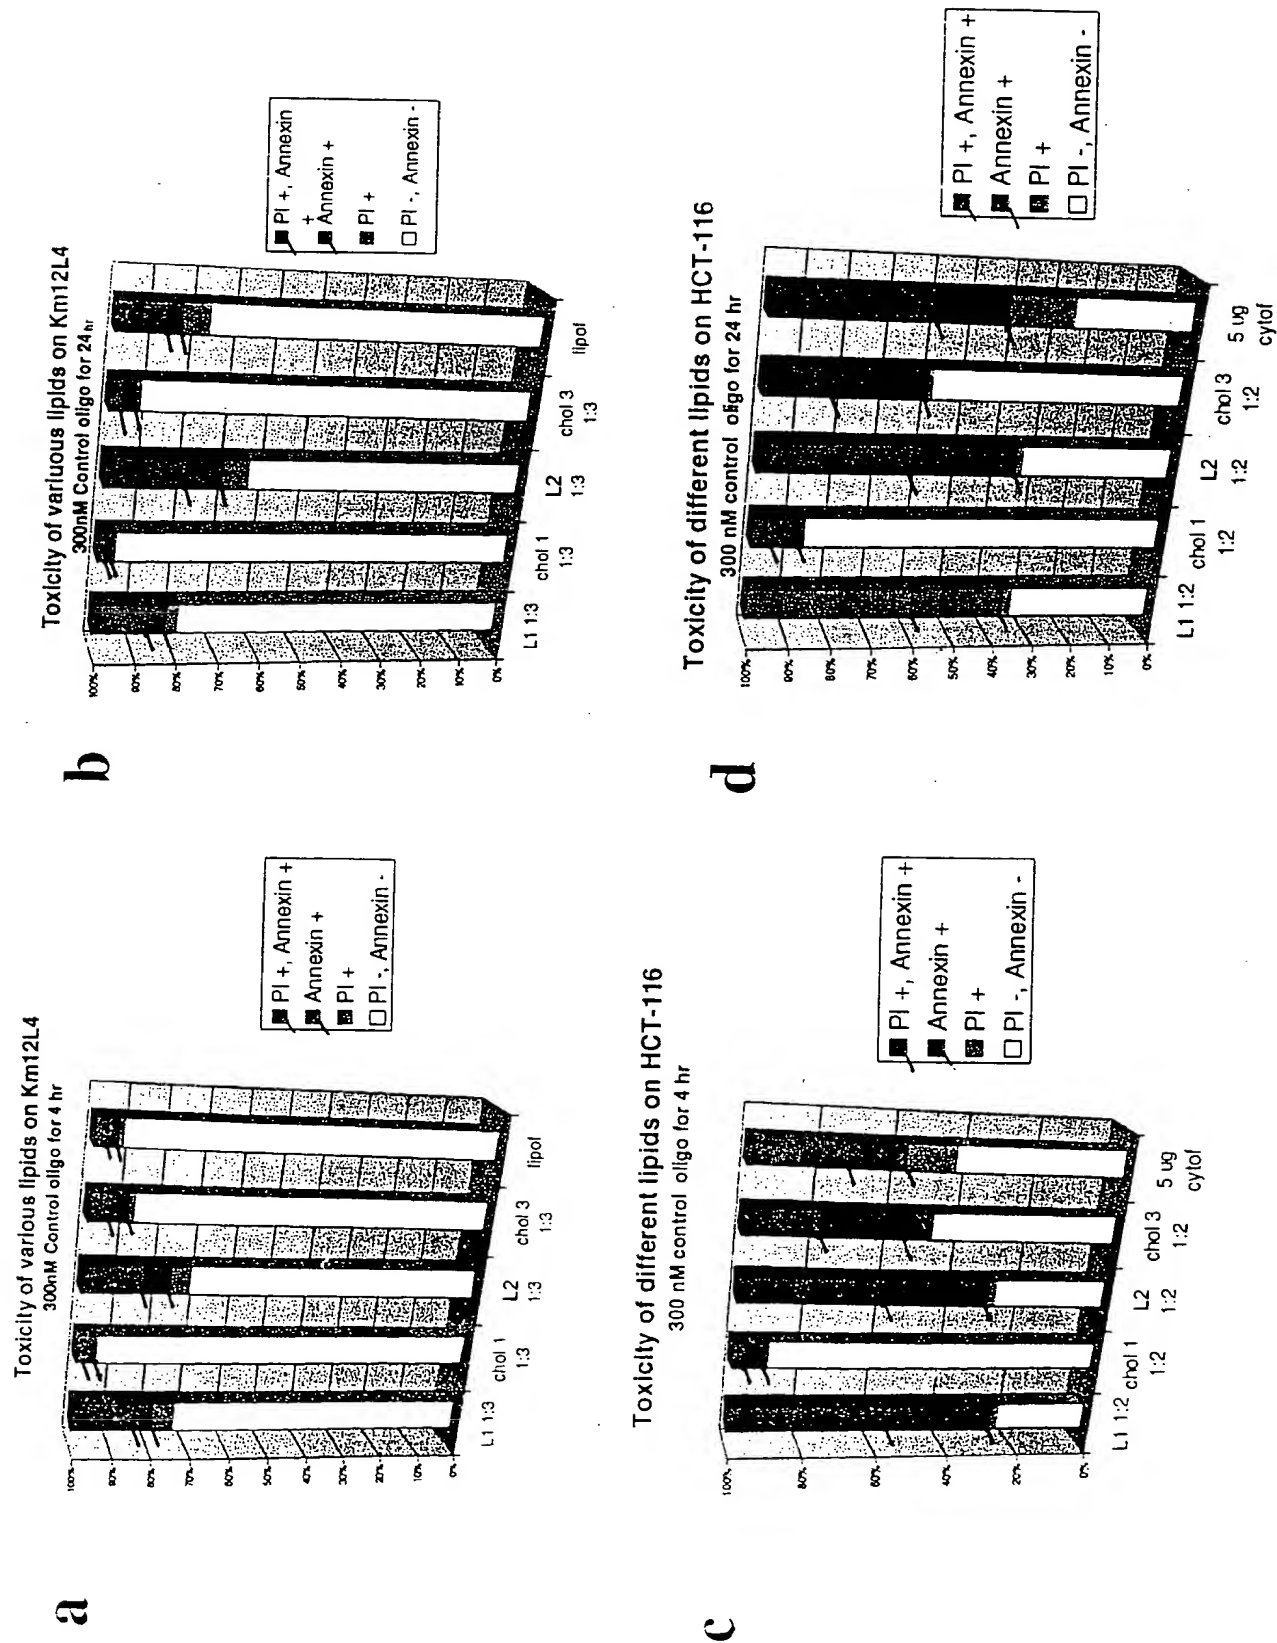 a
Toxicity of various lipids on Km12L4
300nM Control oligo for 4 hr
100%
90%
80%
70%
60%
50%
40%
30%
20%
10%
0%
L1 1:3
chol 1
1:3
L2
1:3
chol 3
1:3
lipof
PI +, Annexin +
Annexin +
PI +
PI -, Annexin -
b
Toxicity of variuous lipids on Km12L4
300nM Control oligo for 24 hr
100%
90%
80%
70%
60%
50%
40%
30%
20%
10%
0%
L1 1:3
chol 1
1:3
L2
1:3
chol 3
1:3
lipof
PI +, Annexin
+
Annexin +
PI +
PI -, Annexin -
c
Toxicity of different lipids on HCT-116
300 nM control oligo for 4 hr
100%
80%
60%
40%
20%
0%
L1 1:2
chol 1
1:2
L2
1:2
chol 3
1:2
5 ug
cytof
PI +, Annexin +
Annexin +
PI +
PI -, Annexin -
d
Toxicity of different lipids on HCT-116
300 nM control oligo for 24 hr
100%
90%
80%
70%
60%
50%
40%
30%
20%
10%
0%
L1 1:2
chol 1
1:2
L2
1:2
chol 3
1:2
5 ug
cytof
PI +, Annexin +
Annexin +
PI +
PI -, Annexin -